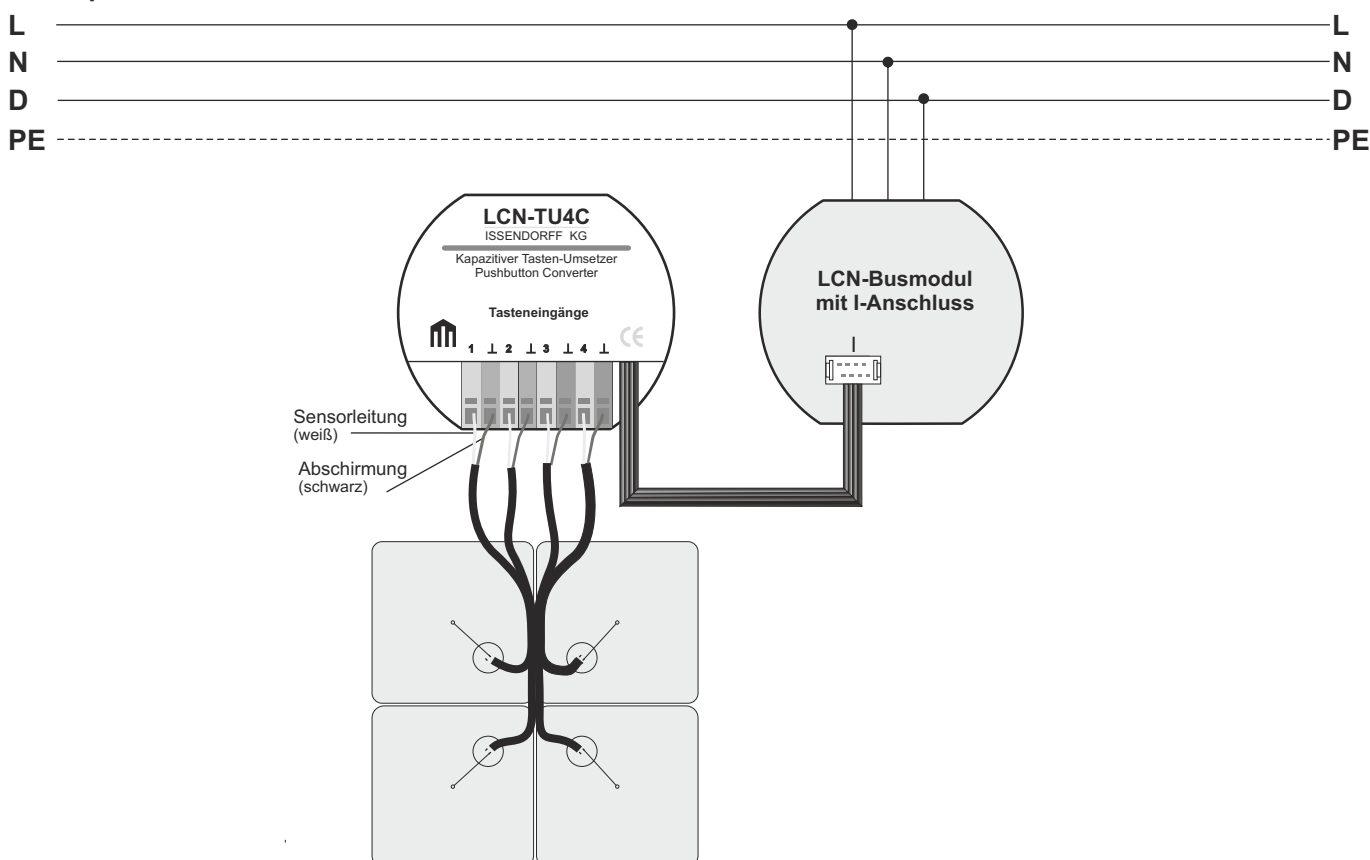 L L
N N
D D
PE PE
LCN-TU4C
ISSENDORFF KG
Kapazitiver Tasten-Umsetzer
Pushbutton Converter
Tasteneingänge
CE
1 ⊥ 2 ⊥ 3 ⊥ 4 ⊥
LCN-Busmodul
mit I-Anschluss
I
Sensorleitung
(weiß)
Abschirmung
(schwarz)